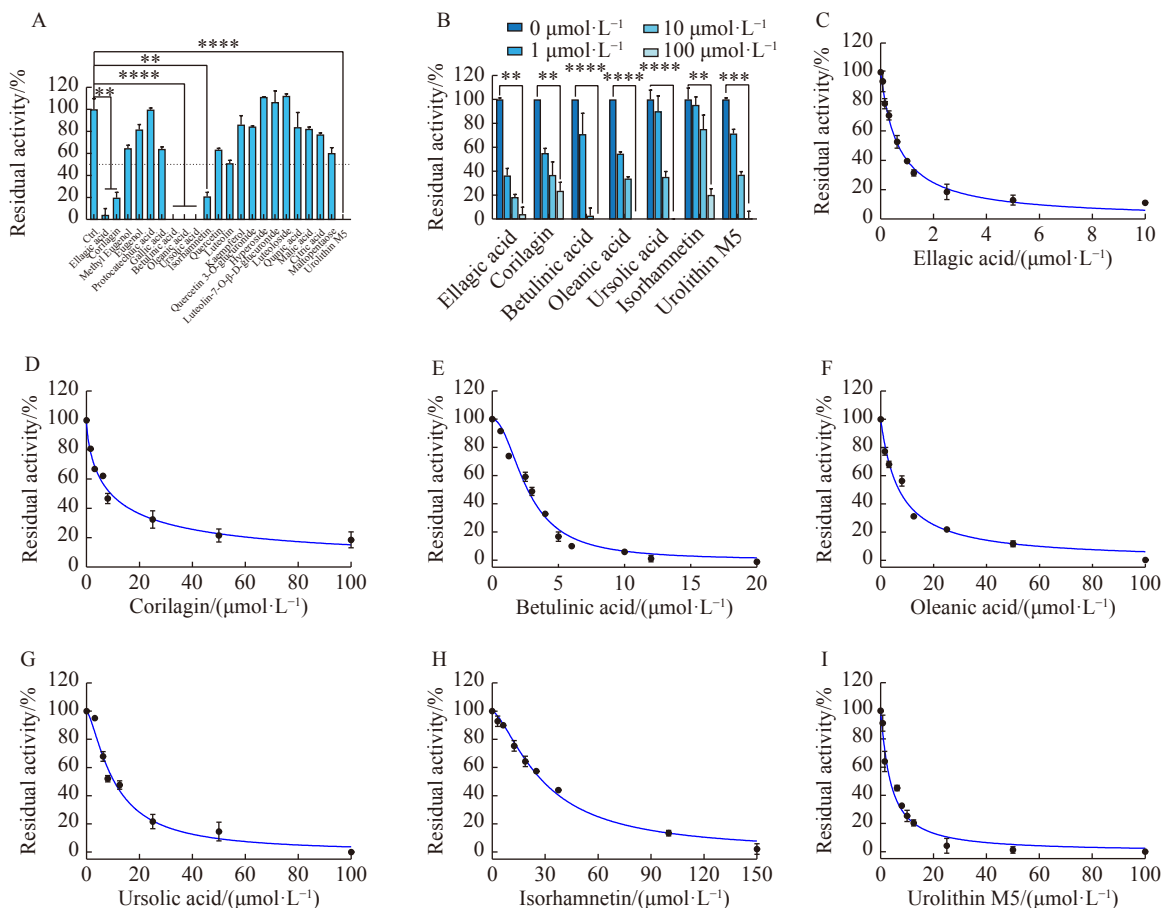 A
****
**
****
**
Residual activity/%
120
100
80
60
40
20
0
Ctrl
Ellagic acid
Corilagin
Methyl Eugenol
Eugenol
Protocatechuic acid
Gallic acid
Betulinic acid
Oleanic acid
Ursolic acid
Isorhamnetin
Quercetin
Luteolin
Kaempferol
Quercetin 3-O-glucuronide
Hyperoside
Luteolin-7-O-β-D-glucuronide
Luteoloside
Quinic acid
Malic acid
Citric acid
Maltopentaose
Urolithin M5
B
0 μmol·L⁻¹ 10 μmol·L⁻¹
1 μmol·L⁻¹ 100 μmol·L⁻¹
** ** **** **** **** ** ***
Residual activity/%
120
100
80
60
40
20
0
Ellagic acid
Corilagin
Betulinic acid
Oleanic acid
Ursolic acid
Isorhamnetin
Urolithin M5
C
Residual activity/%
120
100
80
60
40
20
0
0 2 4 6 8 10
Ellagic acid/(μmol·L⁻¹)
D
Residual activity/%
120
100
80
60
40
20
0
0 20 40 60 80 100
Corilagin/(μmol·L⁻¹)
E
Residual activity/%
120
100
80
60
40
20
0
0 5 10 15 20
Betulinic acid/(μmol·L⁻¹)
F
Residual activity/%
120
100
80
60
40
20
0
0 20 40 60 80 100
Oleanic acid/(μmol·L⁻¹)
G
Residual activity/%
120
100
80
60
40
20
0
0 20 40 60 80 100
Ursolic acid/(μmol·L⁻¹)
H
Residual activity/%
120
100
80
60
40
20
0
0 30 60 90 120 150
Isorhamnetin/(μmol·L⁻¹)
I
Residual activity/%
120
100
80
60
40
20
0
0 20 40 60 80 100
Urolithin M5/(μmol·L⁻¹)